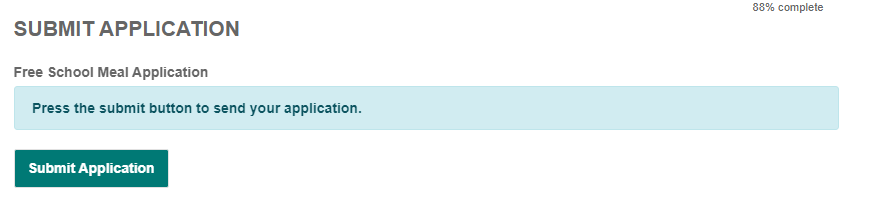 88% complete
SUBMIT APPLICATION
Free School Meal Application
Press the submit button to send your application.
Submit Application